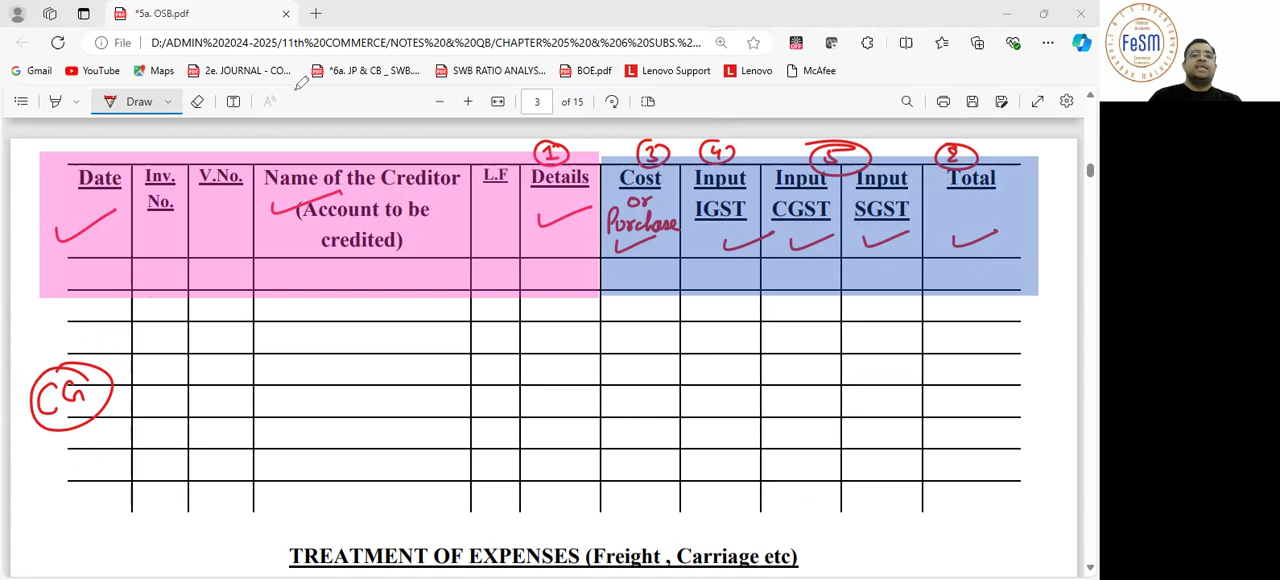 *5a. OSB.pdf
File D:/ADMIN%202024-2025/11th%20COMMERCE/NOTES%20&%20QB/CHAPTER%205%20&%206%20SUBS.%2...
Gmail YouTube Maps 2e. JOURNAL - CO... *6a. JP & CB _ SWB.... SWB RATIO ANALYS... BOE.pdf Lenovo Support Lenovo McAfee
Draw 3 of 15
FeSM
1 3 4 5 2
Date Inv. No. V.No. Name of the Creditor (Account to be credited) L.F Details Cost or Purchase Input IGST Input CGST Input SGST Total
CG
TREATMENT OF EXPENSES (Freight , Carriage etc)